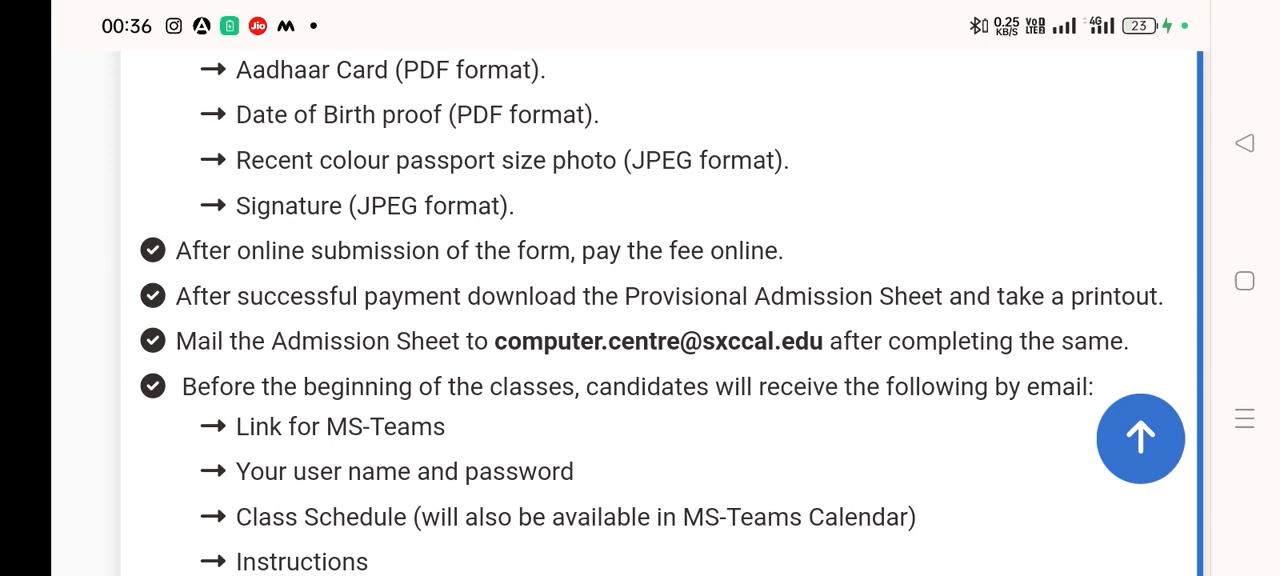 00:36 Jio 0.25 KB/S VoD LTE 4G 23
→ Aadhaar Card (PDF format).
→ Date of Birth proof (PDF format).
→ Recent colour passport size photo (JPEG format).
→ Signature (JPEG format).
After online submission of the form, pay the fee online.
After successful payment download the Provisional Admission Sheet and take a printout.
Mail the Admission Sheet to computer.centre@sxccal.edu after completing the same.
Before the beginning of the classes, candidates will receive the following by email:
→ Link for MS-Teams
→ Your user name and password
→ Class Schedule (will also be available in MS-Teams Calendar)
→ Instructions